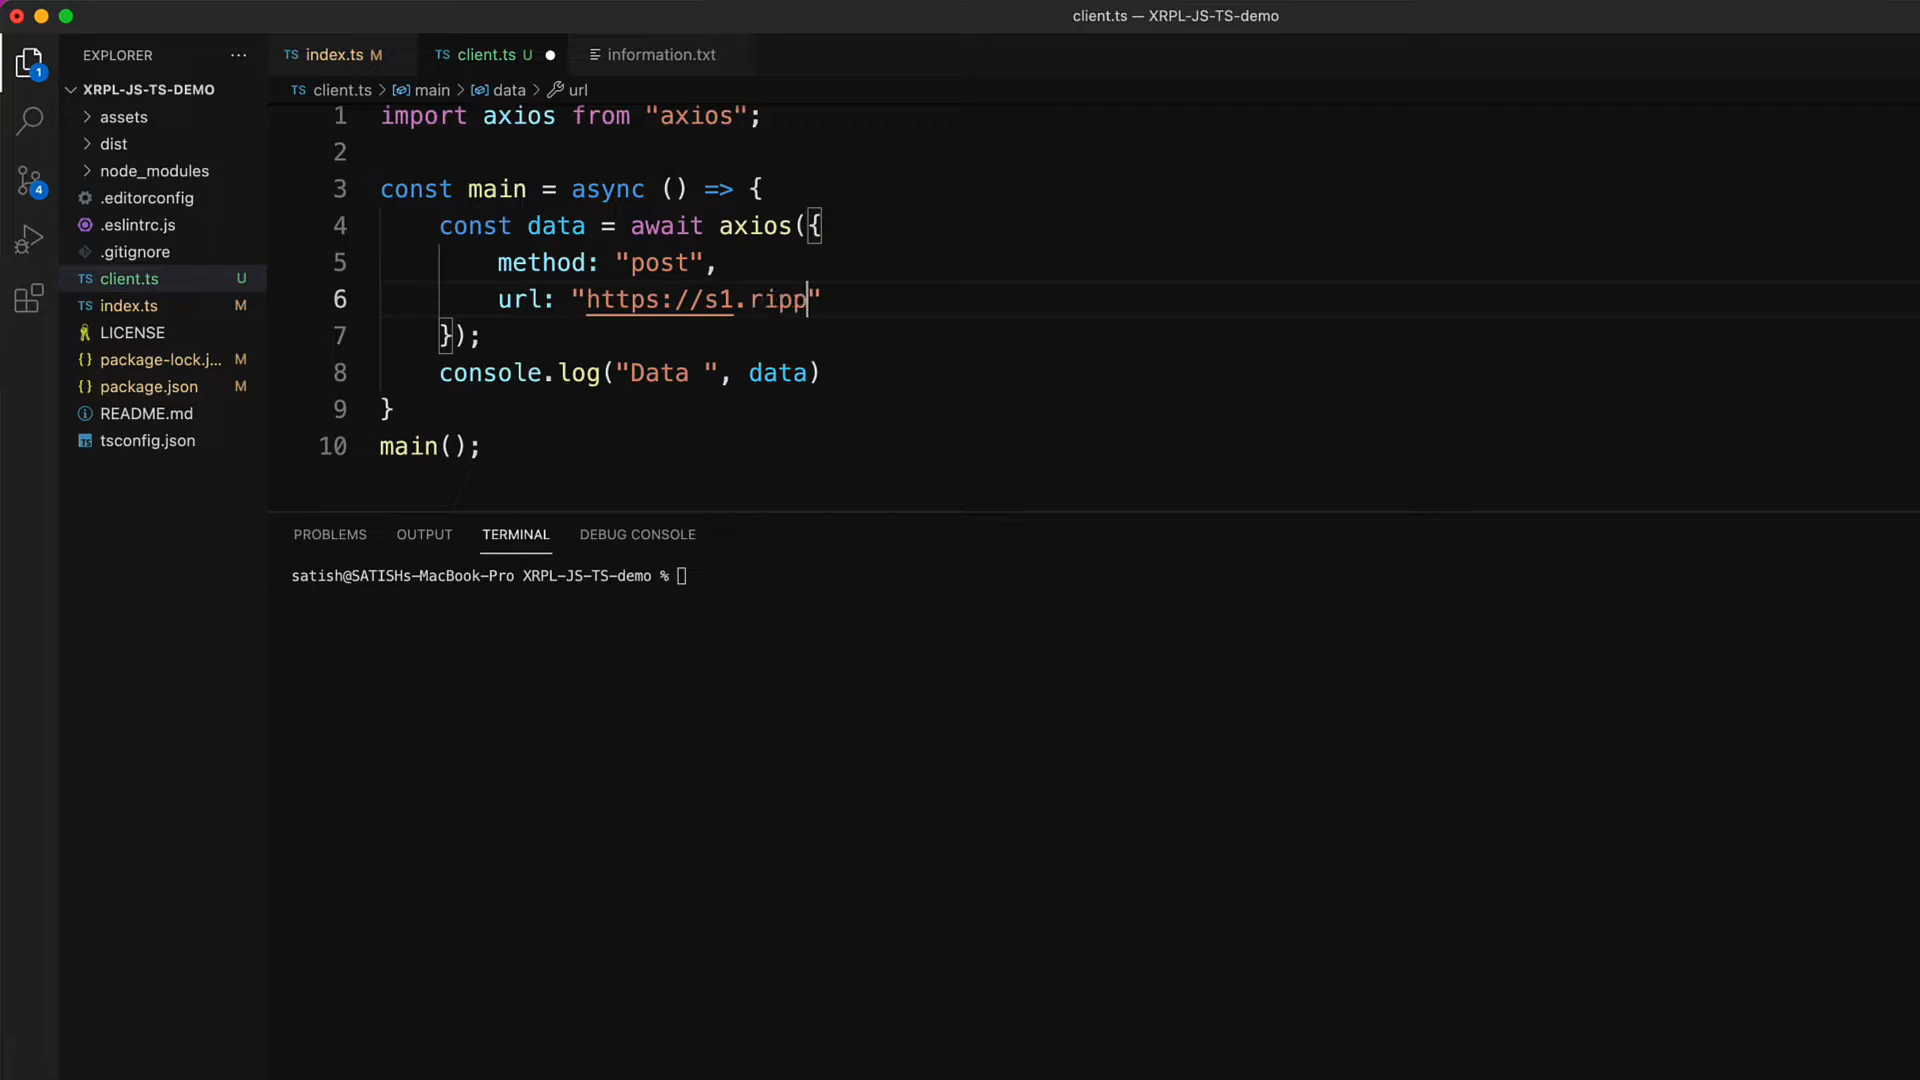 client.ts — XRPL-JS-TS-demo
EXPLORER ...
TS index.ts M
TS client.ts U
information.txt
1
XRPL-JS-TS-DEMO
TS client.ts > main > data > url
assets
dist
node_modules
.editorconfig
4
.eslintrc.js
.gitignore
TS client.ts U
TS index.ts M
LICENSE
{} package-lock.j... M
{} package.json M
README.md
TS tsconfig.json
1 import axios from "axios";
2
3 const main = async () => {
4 const data = await axios({
5 method: "post",
6 url: "https://s1.ripp"
7 });
8 console.log("Data ", data)
9 }
10 main();
PROBLEMS OUTPUT TERMINAL DEBUG CONSOLE
satish@SATISHs-MacBook-Pro XRPL-JS-TS-demo %